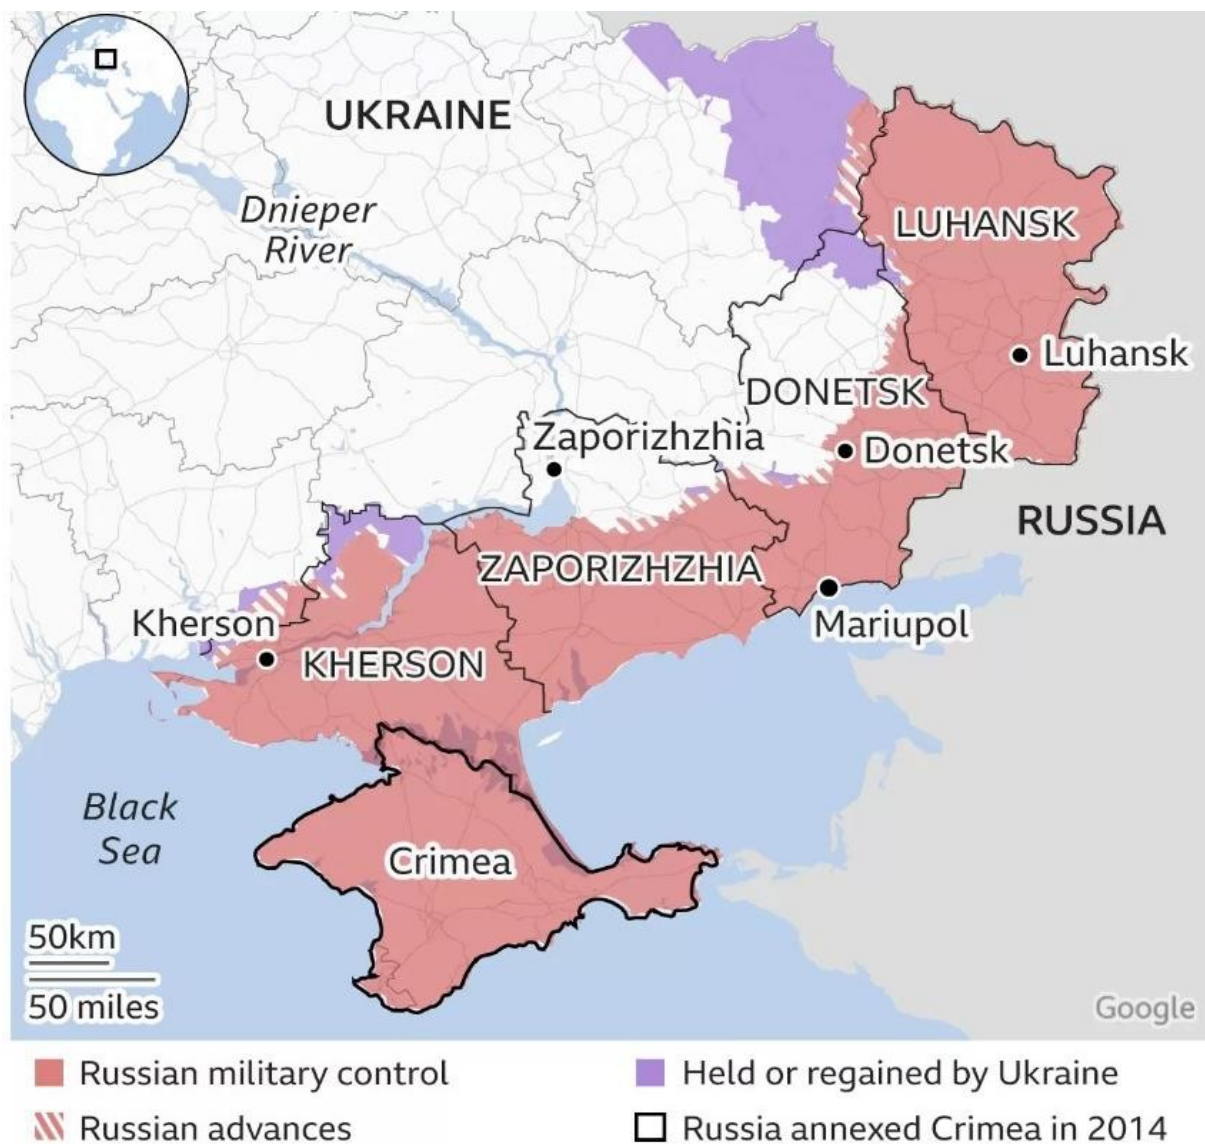 UKRAINE
Dnieper
River
LUHANSK
Luhansk
DONETSK
Zaporizhzhia
Donetsk
RUSSIA
ZAPORIZHZHIA
Kherson
Mariupol
KHERSON
Black
Sea
Crimea
50km
50 miles
Google
Russian military control
Held or regained by Ukraine
Russian advances
Russia annexed Crimea in 2014